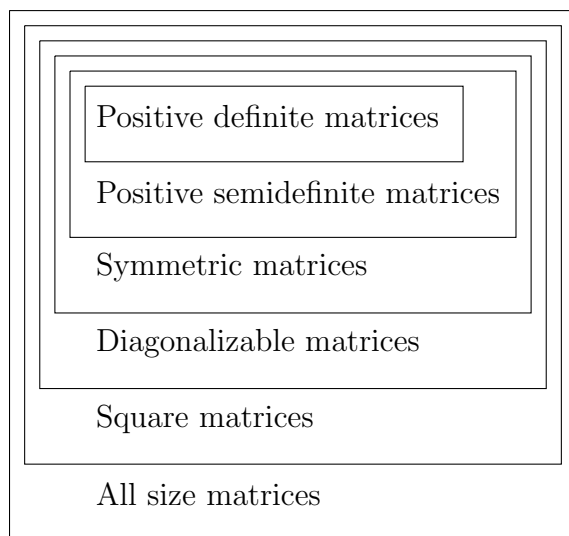 Positive definite matrices
Positive semidefinite matrices
Symmetric matrices
Diagonalizable matrices
Square matrices
All size matrices